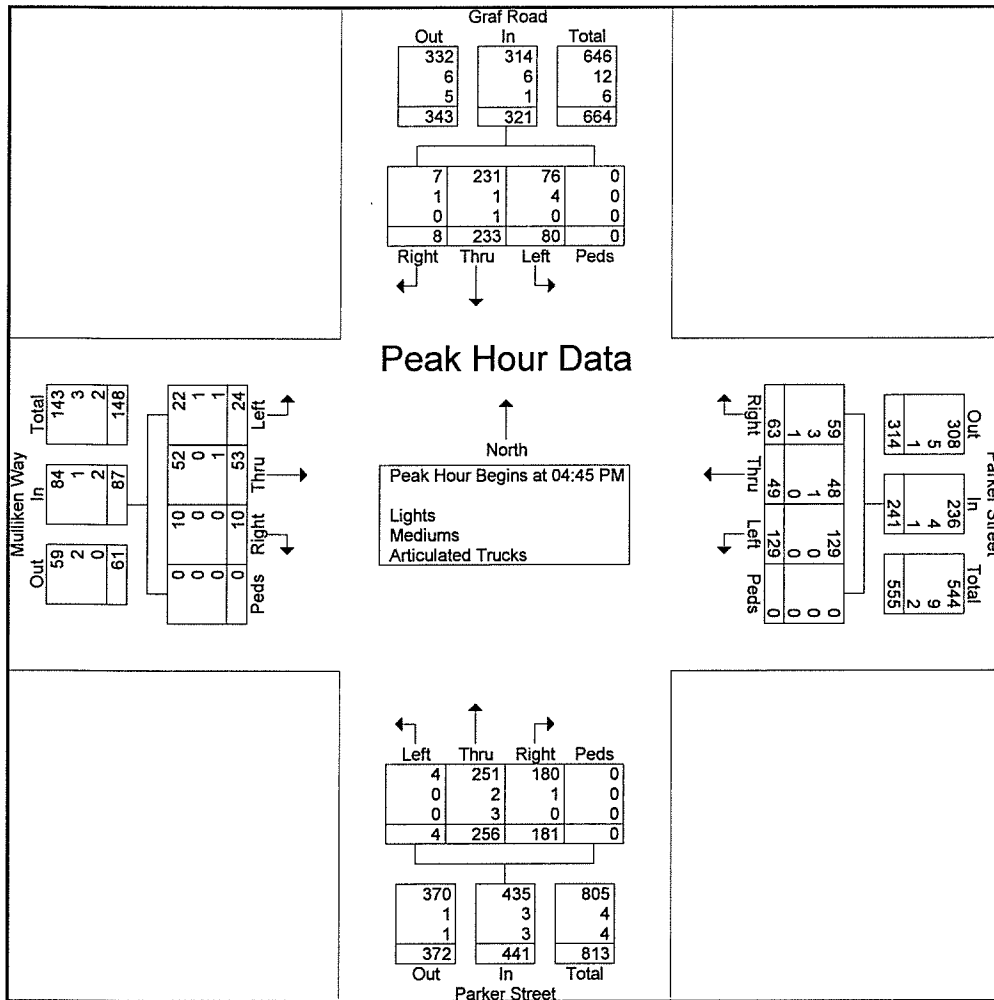 Graf Road
Out In Total
332 314 646
6 6 12
5 1 6
343 321 664
7 231 76 0
1 1 4 0
0 1 0 0
8 233 80 0
Right Thru Left Peds
Peak Hour Data
North
Peak Hour Begins at 04:45 PM
Lights
Mediums
Articulated Trucks
Mulliken Way
Out In Total
59 84 143
2 1 3
0 2 2
61 87 148
Left Thru Right Peds
24 53 10 0
1 1 0 0
1 0 0 0
22 52 10 0
Right Thru Left Peds
59 48 129 0
3 1 0 0
1 0 0 0
63 49 129 0
Out In Total
308 236 544
5 4 9
1 1 2
314 241 555
Parker Street
Left Thru Right Peds
4 251 180 0
0 2 1 0
0 3 0 0
4 256 181 0
370 435 805
1 3 4
1 3 4
372 441 813
Out In Total
Parker Street